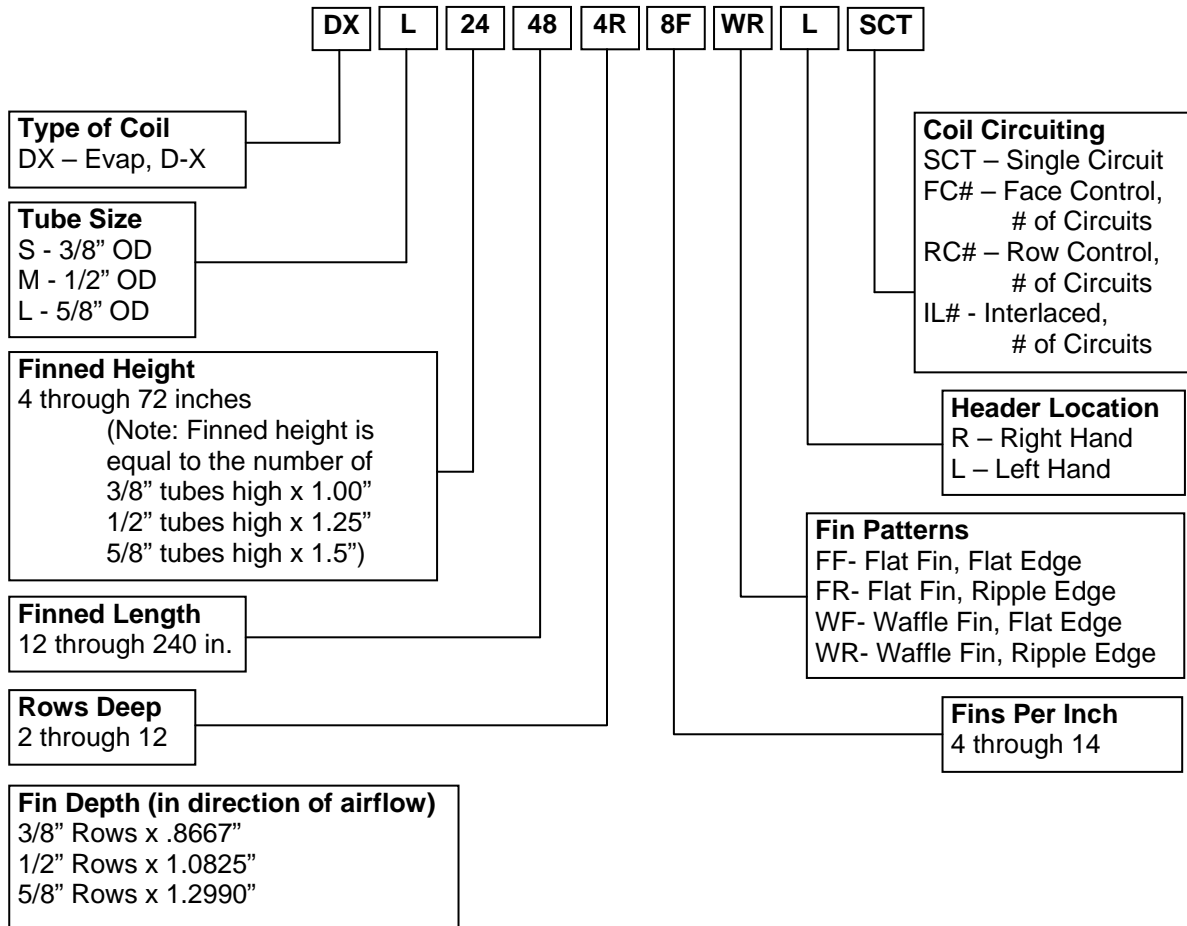 DX L 24 48 4R 8F WR L SCT
Type of Coil
DX – Evap, D-X
Tube Size
S - 3/8” OD
M - 1/2” OD
L - 5/8” OD
Finned Height
4 through 72 inches
(Note: Finned height is
equal to the number of
3/8” tubes high x 1.00”
1/2” tubes high x 1.25”
5/8” tubes high x 1.5”)
Finned Length
12 through 240 in.
Rows Deep
2 through 12
Fin Depth (in direction of airflow)
3/8” Rows x .8667”
1/2” Rows x 1.0825”
5/8” Rows x 1.2990”
Coil Circuiting
SCT – Single Circuit
FC# – Face Control,
# of Circuits
RC# – Row Control,
# of Circuits
IL# - Interlaced,
# of Circuits
Header Location
R – Right Hand
L – Left Hand
Fin Patterns
FF- Flat Fin, Flat Edge
FR- Flat Fin, Ripple Edge
WF- Waffle Fin, Flat Edge
WR- Waffle Fin, Ripple Edge
Fins Per Inch
4 through 14